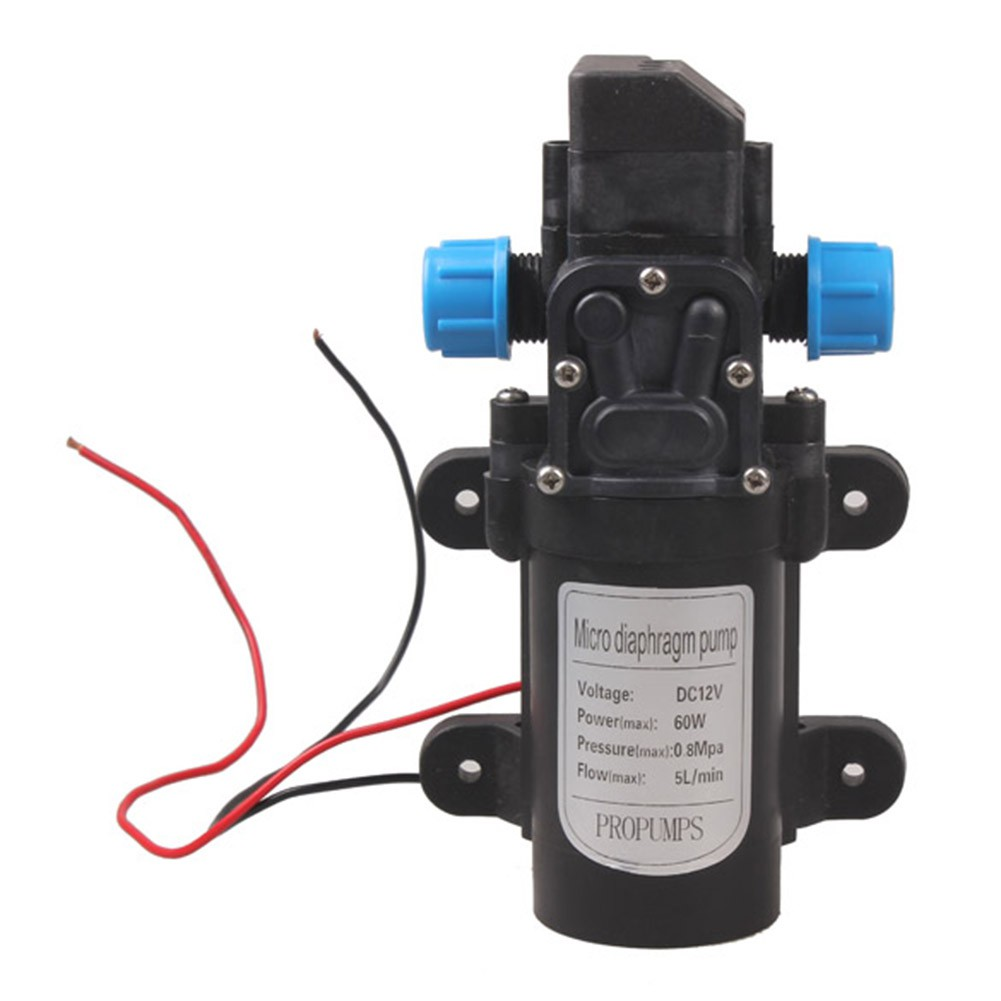 Micro diaphragm pump
Voltage: DC12V
Power(max): 60W
Pressure(max):0.8Mpa
Flow(max): 5L/min
PROPUMPS